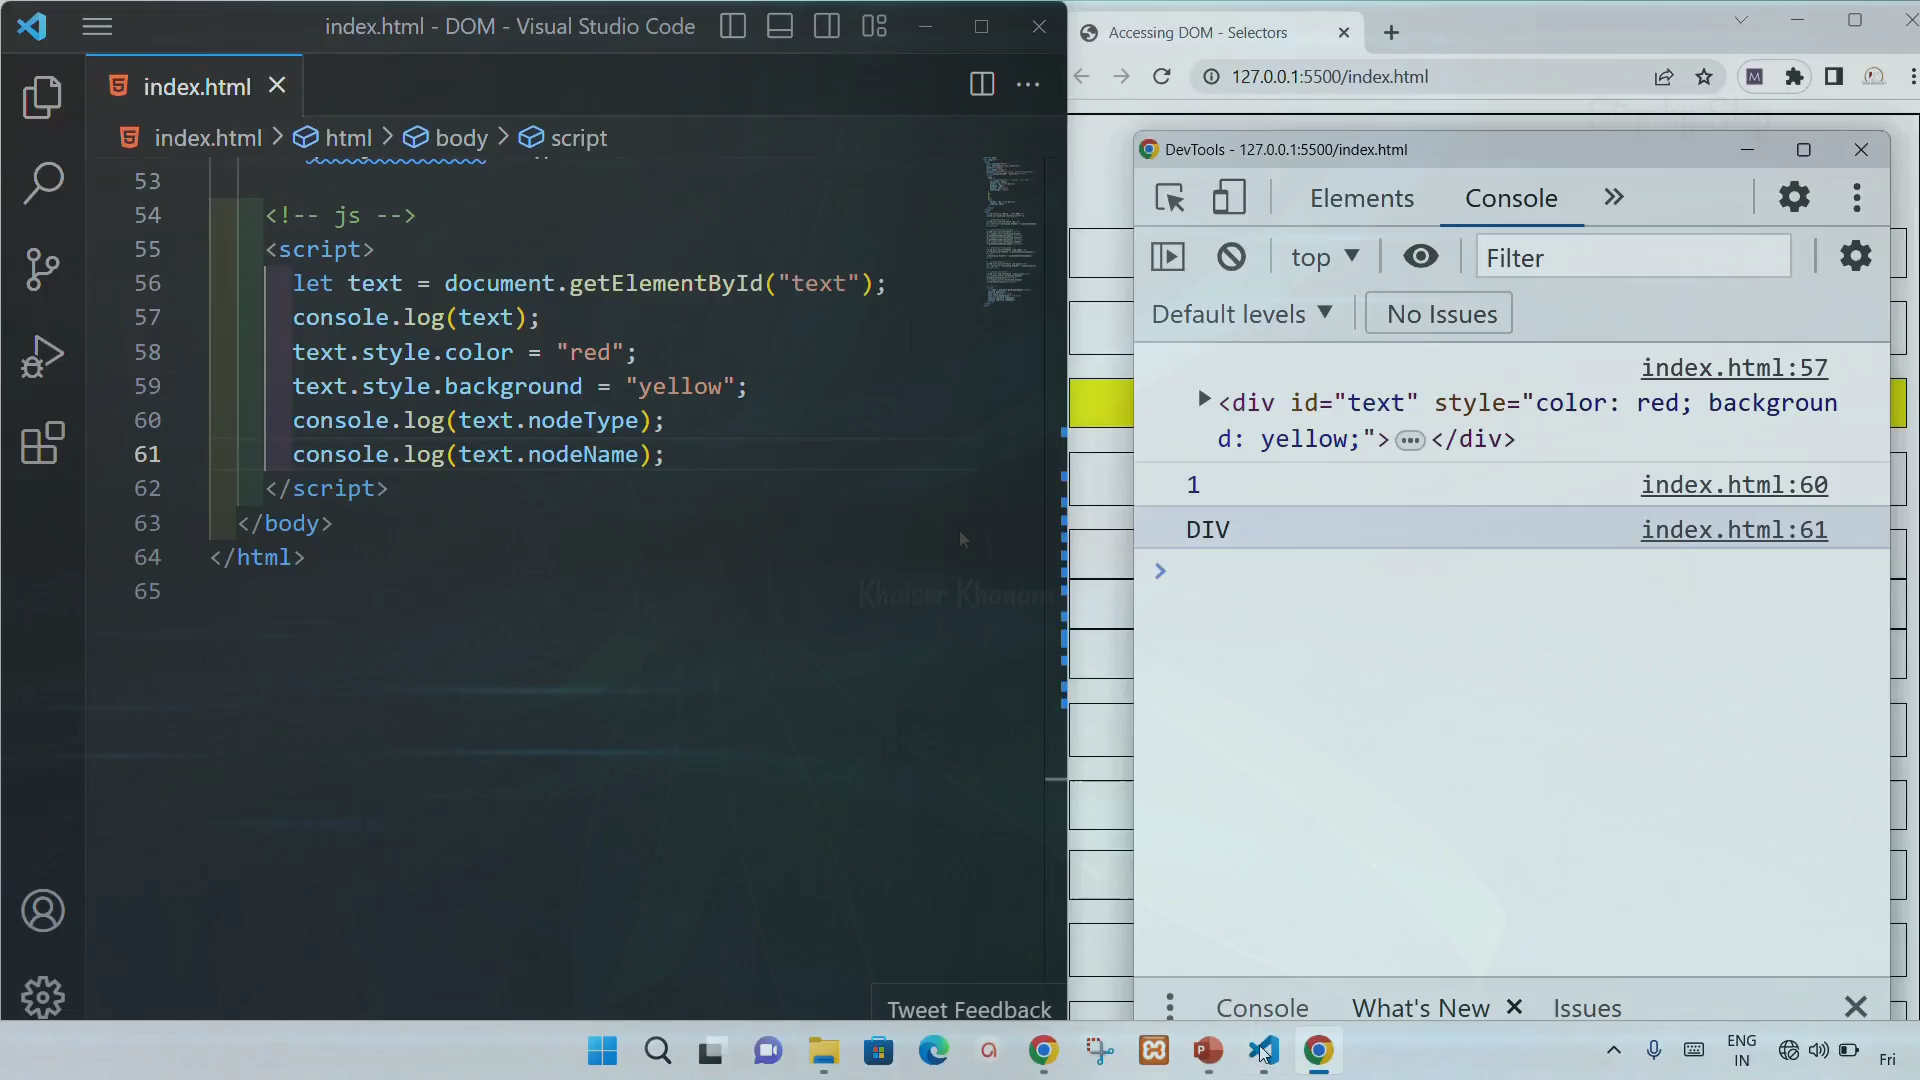 index.html - DOM - Visual Studio Code
index.html
index.html > html > body > script
53
54 <!-- js -->
55 <script>
56 let text = document.getElementById("text");
57 console.log(text);
58 text.style.color = "red";
59 text.style.background = "yellow";
60 console.log(text.nodeType);
61 console.log(text.nodeName);
62 </script>
63 </body>
64 </html>
65
Khaiser Khanam
Tweet Feedback
Accessing DOM - Selectors
127.0.0.1:5500/index.html
M
Step by Step
DevTools - 127.0.0.1:5500/index.html
Elements Console
top Filter
Default levels No Issues
index.html:57
<div id="text" style="color: red; backgroun
d: yellow;"></div>
1 index.html:60
DIV index.html:61
Console What's New Issues
ENG
IN
Fri